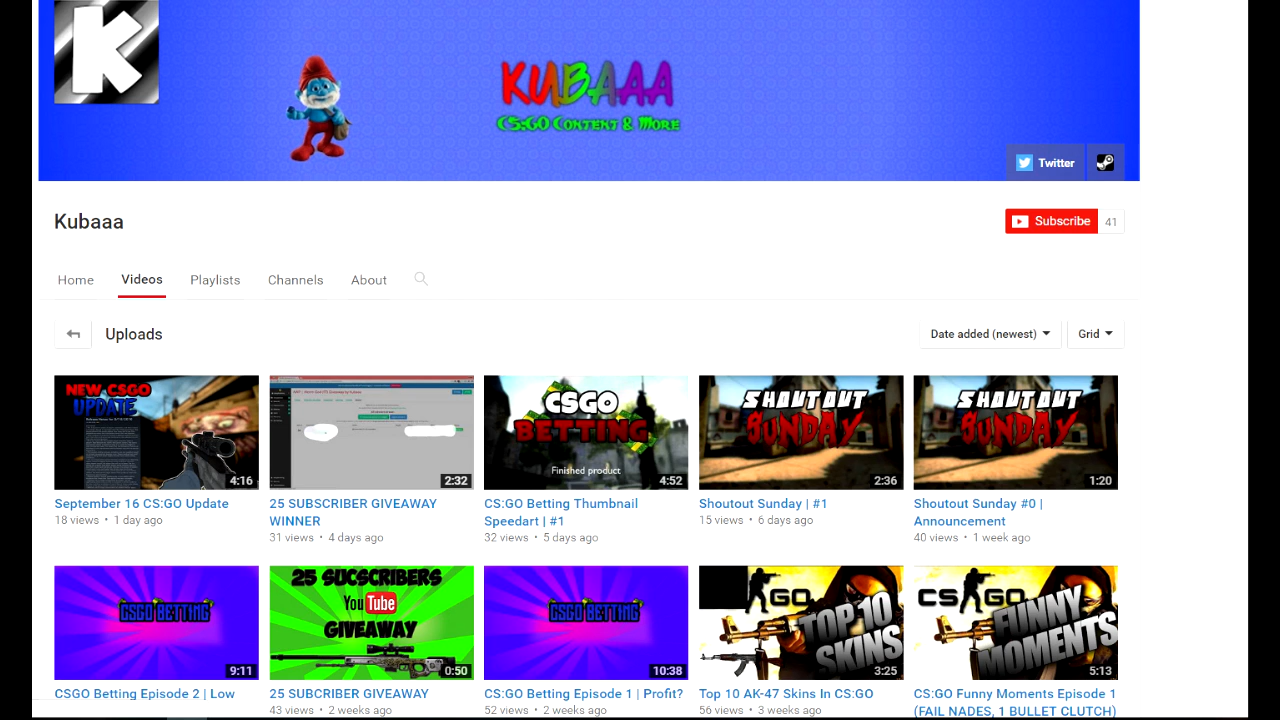 K
KUBAAA
CS:GO Content & More
Twitter
Kubaaa
Subscribe 41
Home Videos Playlists Channels About
Uploads
Date added (newest) Grid
NEW CSGO
UPDATE
4:16
2:32
CSGO
BETTING
Finished product
4:52
SHOUTOUT
SUNDAY
2:36
SHOUTOUT
SUNDAY
1:20
September 16 CS:GO Update
18 views • 1 day ago
25 SUBSCRIBER GIVEAWAY
WINNER
31 views • 4 days ago
CS:GO Betting Thumbnail
Speedart | #1
32 views • 5 days ago
Shoutout Sunday | #1
15 views • 6 days ago
Shoutout Sunday #0 |
Announcement
40 views • 1 week ago
CSGO BETTING
9:11
25 SUCSCRIBERS
YouTube
GIVEAWAY
0:50
CSGO BETTING
10:38
GO
TOP 10
SKINS
3:25
CS GO
FUNNY
MOMENTS
5:13
CSGO Betting Episode 2 | Low
25 SUBCRIBER GIVEAWAY
43 views • 2 weeks ago
CS:GO Betting Episode 1 | Profit?
52 views • 2 weeks ago
Top 10 AK-47 Skins In CS:GO
56 views • 3 weeks ago
CS:GO Funny Moments Episode 1
(FAIL NADES, 1 BULLET CLUTCH)